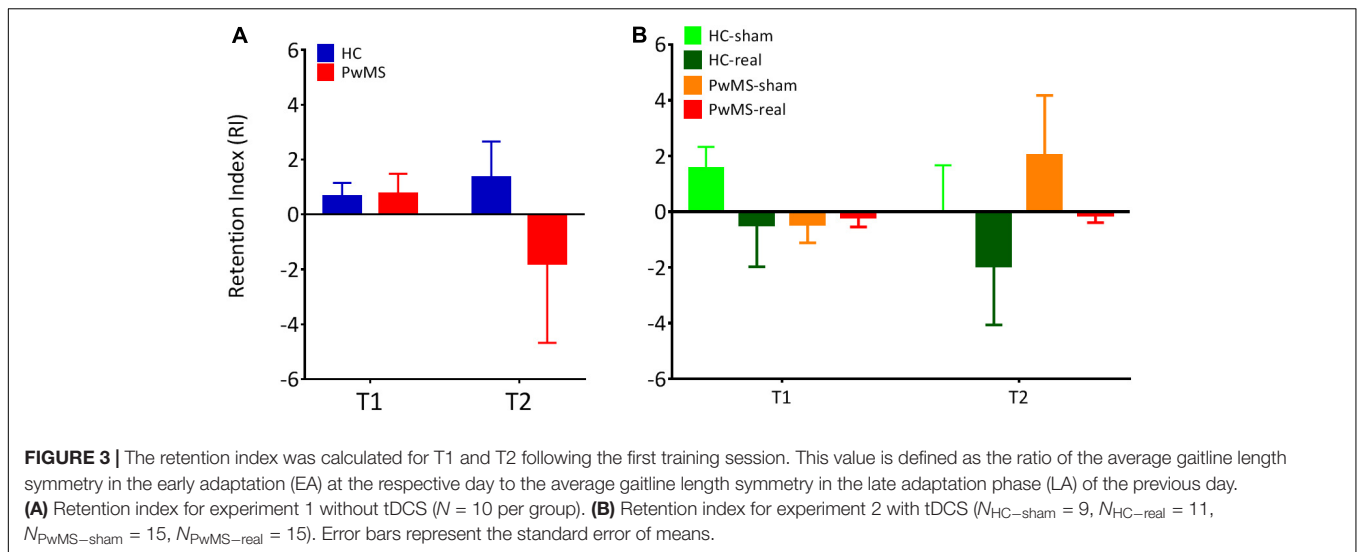 A
HC
PwMS
Retention Index (RI)
6
4
2
0
-2
-4
-6
T1
T2
B
HC-sham
HC-real
PwMS-sham
PwMS-real
6
4
2
0
-2
-4
-6
T1
T2
FIGURE 3 | The retention index was calculated for T1 and T2 following the first training session. This value is defined as the ratio of the average gaitline length
symmetry in the early adaptation (EA) at the respective day to the average gaitline length symmetry in the late adaptation phase (LA) of the previous day.
(A) Retention index for experiment 1 without tDCS (N = 10 per group). (B) Retention index for experiment 2 with tDCS (NHC−sham = 9, NHC−real = 11,
NPwMS−sham = 15, NPwMS−real = 15). Error bars represent the standard error of means.